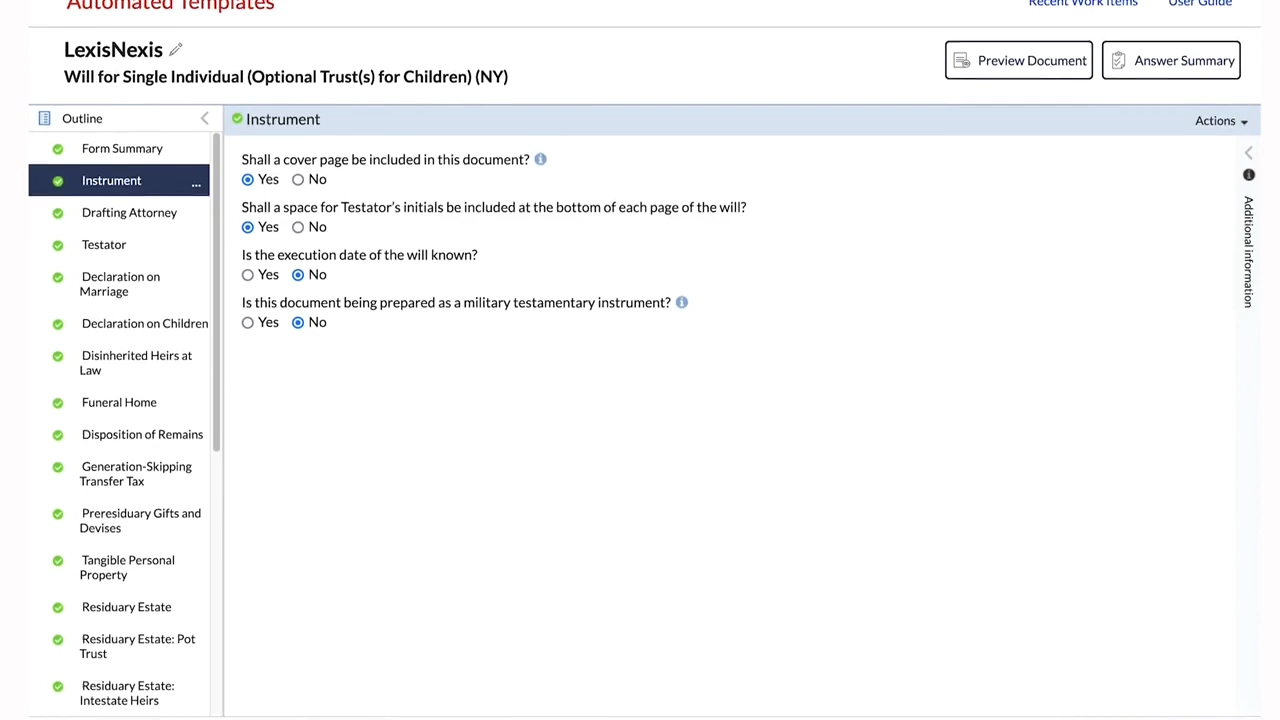 Automated Templates
Recent Work Items
User Guide
LexisNexis
Will for Single Individual (Optional Trust(s) for Children) (NY)
Preview Document
Answer Summary
Outline
Form Summary
Instrument
...
Drafting Attorney
Testator
Declaration on
Marriage
Declaration on Children
Disinherited Heirs at
Law
Funeral Home
Disposition of Remains
Generation-Skipping
Transfer Tax
Preresiduary Gifts and
Devises
Tangible Personal
Property
Residuary Estate
Residuary Estate: Pot
Trust
Residuary Estate:
Intestate Heirs
Instrument
Actions
Shall a cover page be included in this document?
Yes No
Shall a space for Testator's initials be included at the bottom of each page of the will?
Yes No
Is the execution date of the will known?
Yes No
Is this document being prepared as a military testamentary instrument?
Yes No
Additional information